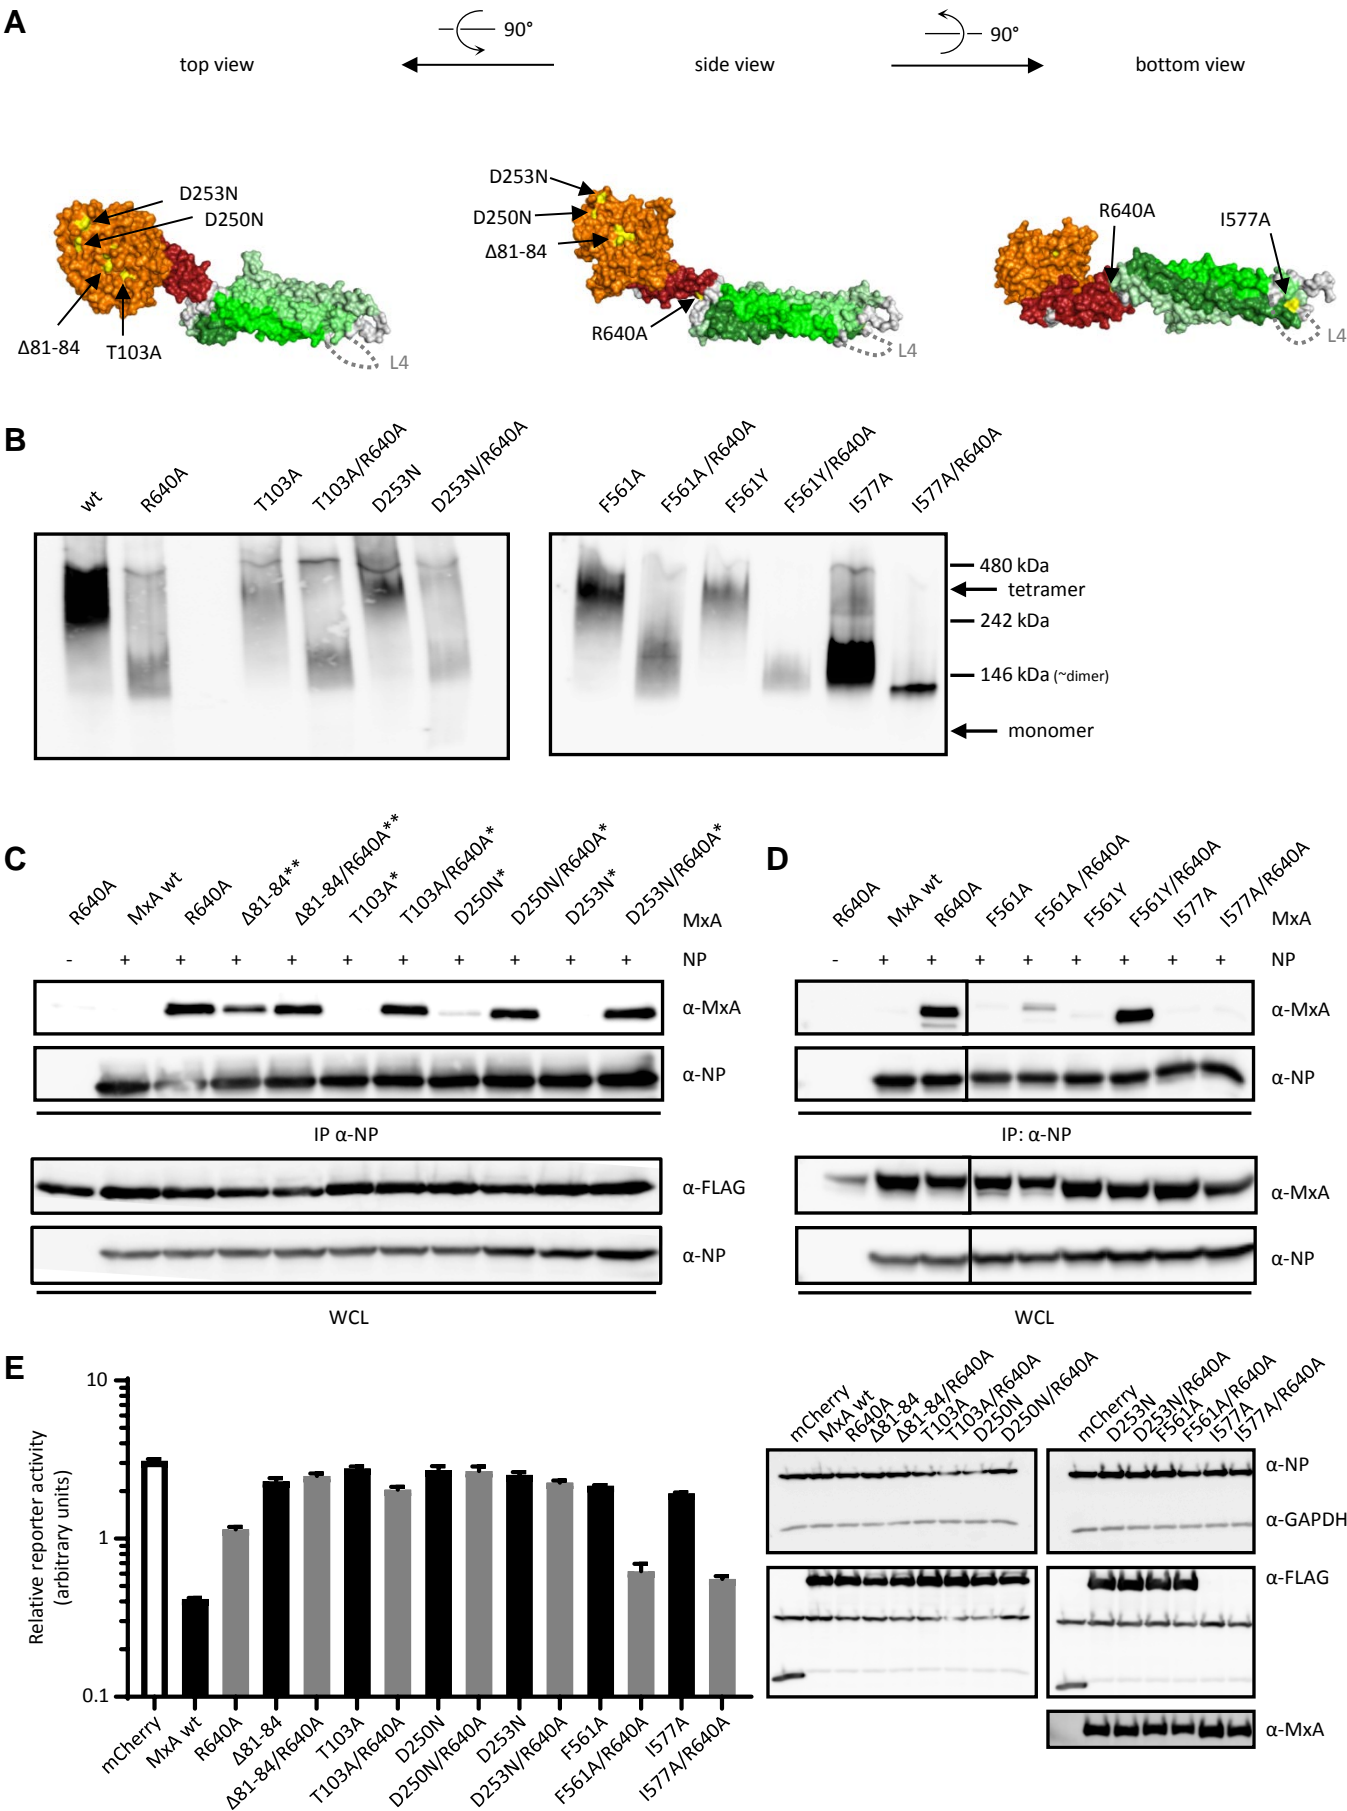 A
90°
90°
top view
side view
bottom view
D253N
D250N
Δ81-84
T103A
L4
D253N
D250N
Δ81-84
R640A
L4
R640A
I577A
L4
B
wt
R640A
T103A
T103A/R640A
D253N
D253N/R640A
F561A
F561A /R640A
F561Y
F561Y/R640A
I577A
I577A/R640A
480 kDa
tetramer
242 kDa
146 kDa (~dimer)
monomer
C
R640A
MxA wt
R640A
Δ81-84**
Δ81-84/R640A**
T103A*
T103A/R640A*
D250N*
D250N/R640A*
D253N*
D253N/R640A*
MxA
- + + + + + + + + + + NP
α-MxA
α-NP
IP α-NP
α-FLAG
α-NP
WCL
D
R640A
MxA wt
R640A
F561A
F561A /R640A
F561Y
F561Y/R640A
I577A
I577A/R640A
MxA
- + + + + + + + + NP
α-MxA
α-NP
IP: α-NP
α-MxA
α-NP
WCL
E
Relative reporter activity
(arbitrary units)
10
1
0.1
mCherry
MxA wt
R640A
Δ81-84
Δ81-84/R640A
T103A
T103A/R640A
D250N
D250N/R640A
D253N
D253N/R640A
F561A
F561A/R640A
I577A
I577A/R640A
mCherry
MxA wt
R640A
Δ81-84
Δ81-84/R640A
T103A
T103A/R640A
D250N
D250N/R640A
mCherry
D253N
D253N/R640A
F561A
F561A/R640A
I577A
I577A/R640A
α-NP
α-GAPDH
α-FLAG
α-MxA